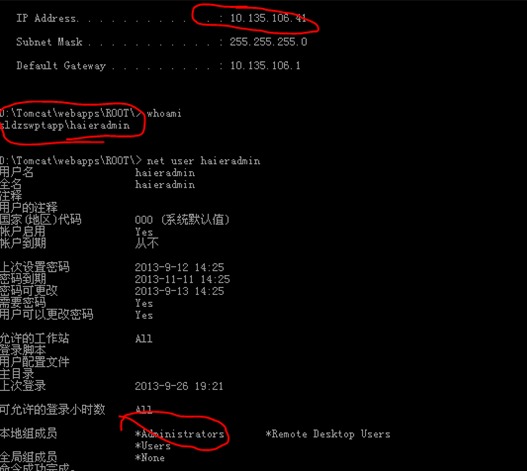 IP Address. . . . . . . . . . . . : 10.135.106.41
Subnet Mask . . . . . . . . . . . : 255.255.255.0
Default Gateway . . . . . . . . . : 10.135.106.1
D:\Tomcat\webapps\ROOT\> whoami
sldzswptapp\haieradmin
D:\Tomcat\webapps\ROOT\> net user haieradmin
用户名 haieradmin
全名 haieradmin
注释
用户的注释
国家(地区)代码 000 (系统默认值)
帐户启用 Yes
帐户到期 从不
上次设置密码 2013-9-12 14:25
密码到期 2013-11-11 14:25
密码可更改 2013-9-13 14:25
需要密码 Yes
用户可以更改密码 Yes
允许的工作站 All
登录脚本
用户配置文件
主目录
上次登录 2013-9-26 19:21
可允许的登录小时数 All
本地组成员 *Administrators *Remote Desktop Users
*Users
全局组成员 *None
命令成功完成。